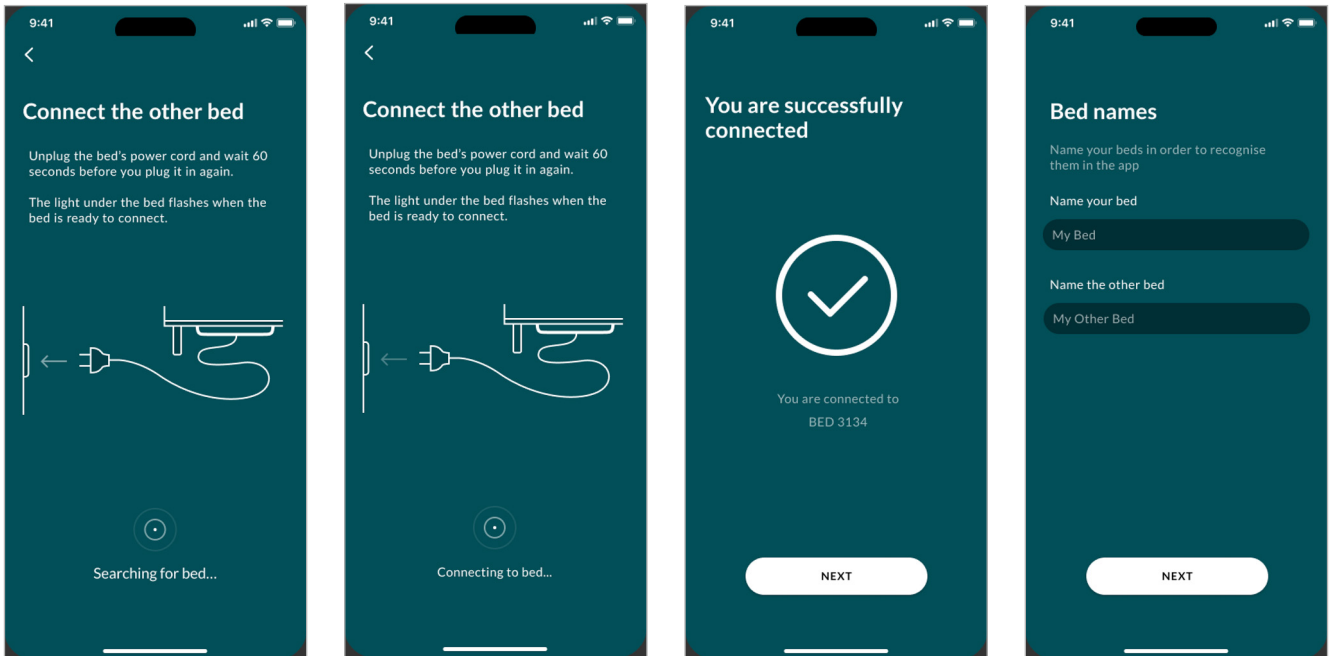 9:41
Connect the other bed
Unplug the bed's power cord and wait 60
seconds before you plug it in again.
The light under the bed flashes when the
bed is ready to connect.
Searching for bed...
9:41
Connect the other bed
Unplug the bed's power cord and wait 60
seconds before you plug it in again.
The light under the bed flashes when the
bed is ready to connect.
Connecting to bed...
9:41
You are successfully
connected
You are connected to
BED 3134
NEXT
9:41
Bed names
Name your beds in order to recognise
them in the app
Name your bed
My Bed
Name the other bed
My Other Bed
NEXT